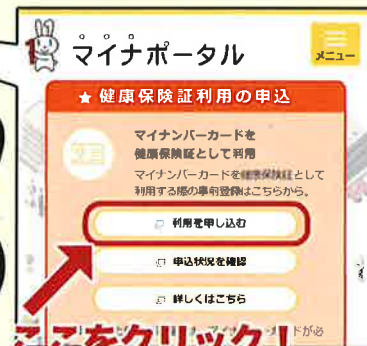 マイナポータル
メニュー
★健康保険証利用の申込
マイナンバーカードを
健康保険証として利用
マイナンバーカードを健康保険証として
利用する際の事前登録はこちらから。
利用を申し込む
申込状況を確認
詳しくはこちら
ここをクリック！